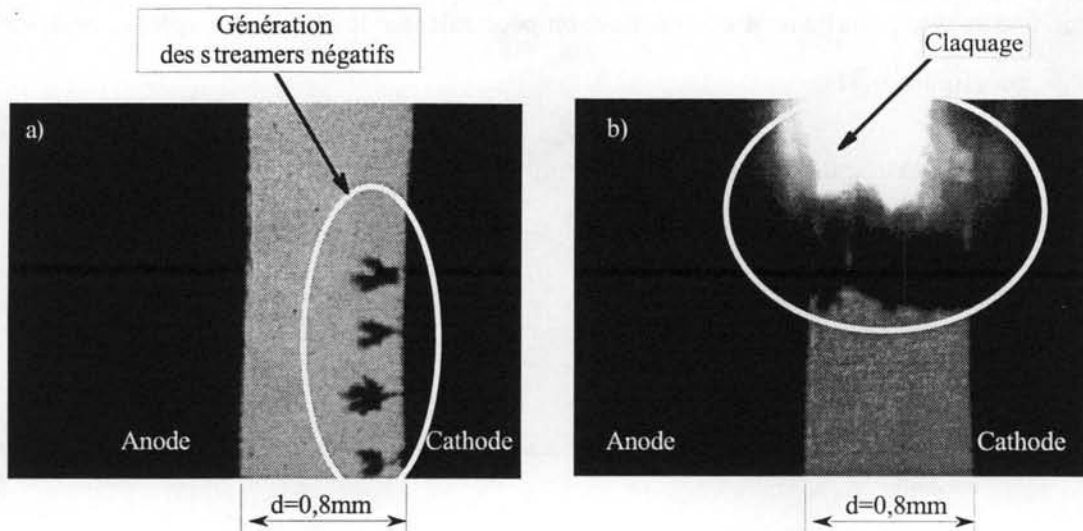 Génération
des streamers négatifs
a)
Anode
Cathode
d=0,8mm
Claquage
b)
Anode
Cathode
d=0,8mm